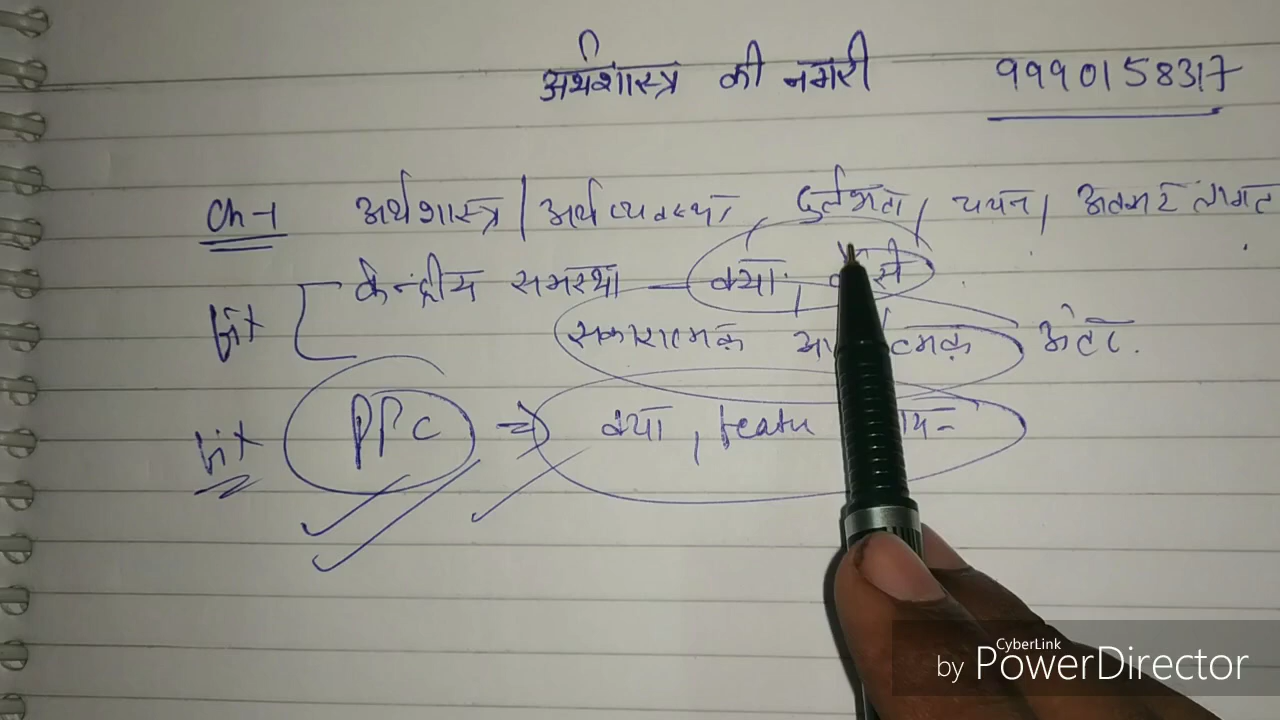 अर्थशास्त्र की नगरी 9990158317
Ch-1 अर्थशास्त्र / अर्थव्यवस्था, दुर्लभता, चयन, अवसर लागत
केन्द्रीय समस्या — क्या, कैसे
सकारात्मक अंतर.
PPC ⇒ क्या, featu
CyberLink
by PowerDirector